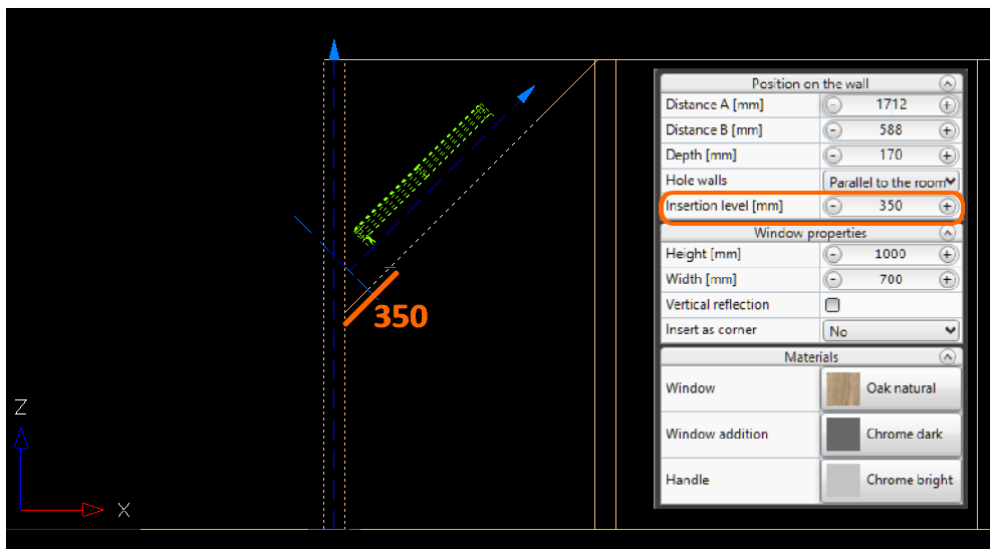 Position on the wall
Distance A [mm] 1712
Distance B [mm] 588
Depth [mm] 170
Hole walls Parallel to the room
Insertion level [mm] 350
Window properties
Height [mm] 1000
Width [mm] 700
Vertical reflection
Insert as corner No
Materials
Window Oak natural
Window addition Chrome dark
Handle Chrome bright
350
Z
X